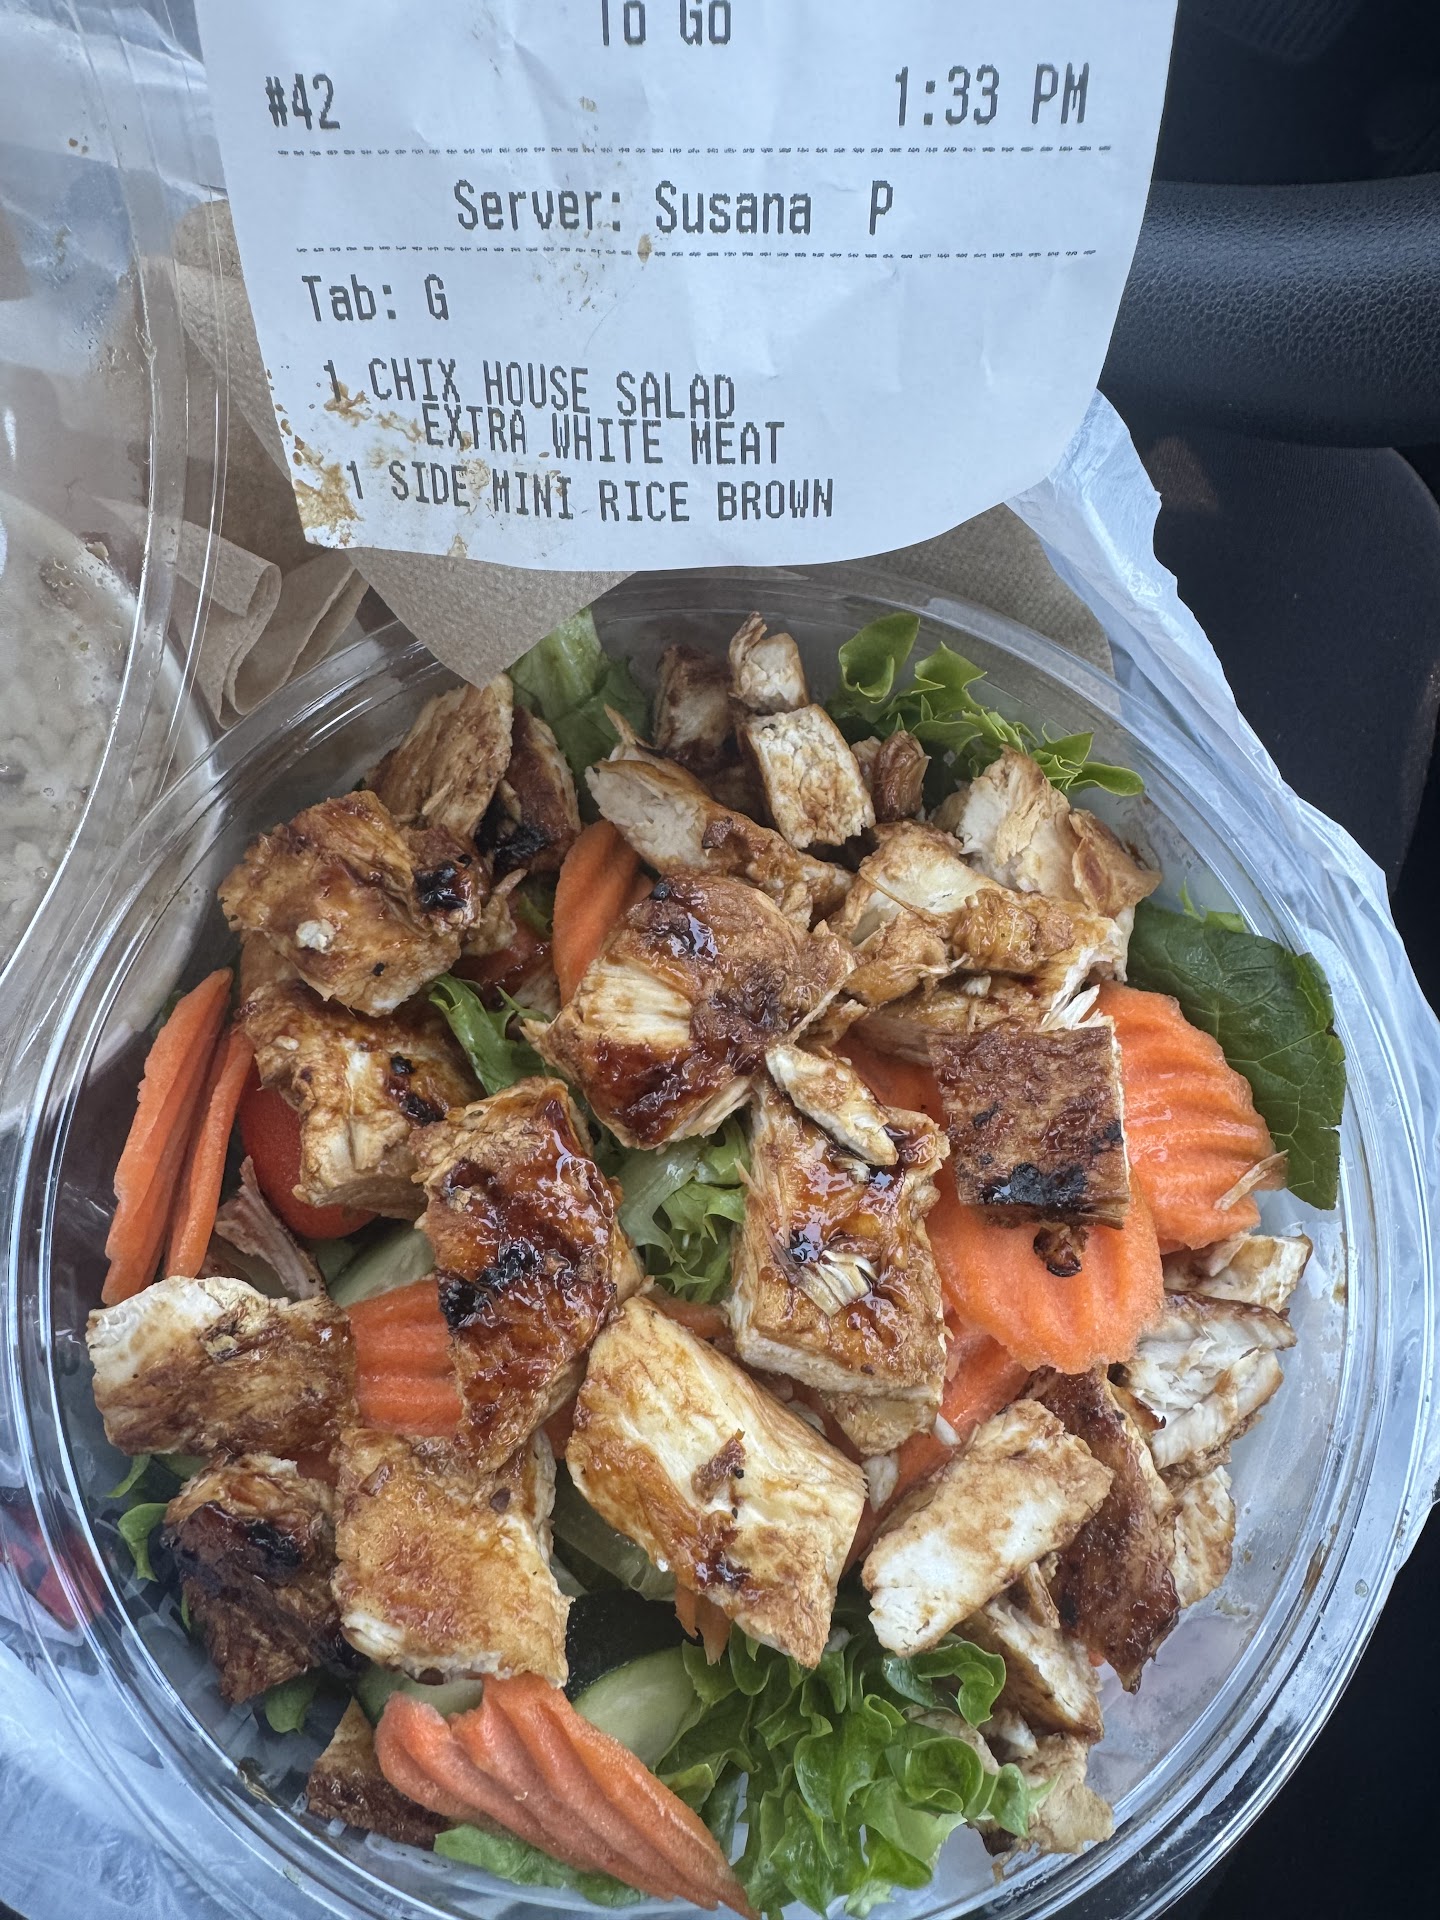 To Go
#42 1:33 PM
Server: Susana P
Tab: G
1 CHIX HOUSE SALAD
EXTRA WHITE MEAT
1 SIDE MINI RICE BROWN